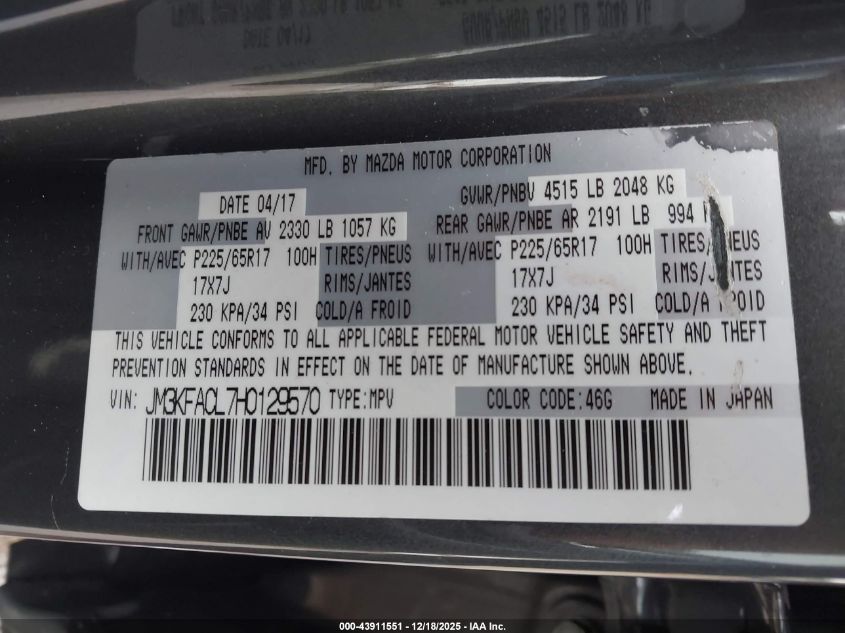 MFD. BY MAZDA MOTOR CORPORATION
DATE 04/17 GVWR/PNBV 4515 LB 2048 KG
FRONT GAWR/PNBE AV 2330 LB 1057 KG REAR GAWR/PNBE AR 2191 LB 994
WITH/AVEC P225/65R17 100H TIRES/PNEUS WITH/AVEC P225/65R17 100H TIRES/PNEUS
17X7J RIMS/JANTES 17X7J RIMS/JANTES
230 KPA/34 PSI COLD/A FROID 230 KPA/34 PSI COLD/A FROID
THIS VEHICLE CONFORMS TO ALL APPLICABLE FEDERAL MOTOR VEHICLE SAFETY AND THEFT
PREVENTION STANDARDS IN EFFECT ON THE DATE OF MANUFACTURE SHOWN ABOVE.
VIN: JM3KFACL7H0129570 TYPE:MPV COLOR CODE:46G MADE IN JAPAN
000-43911551 - 12/18/2025 - IAA Inc.